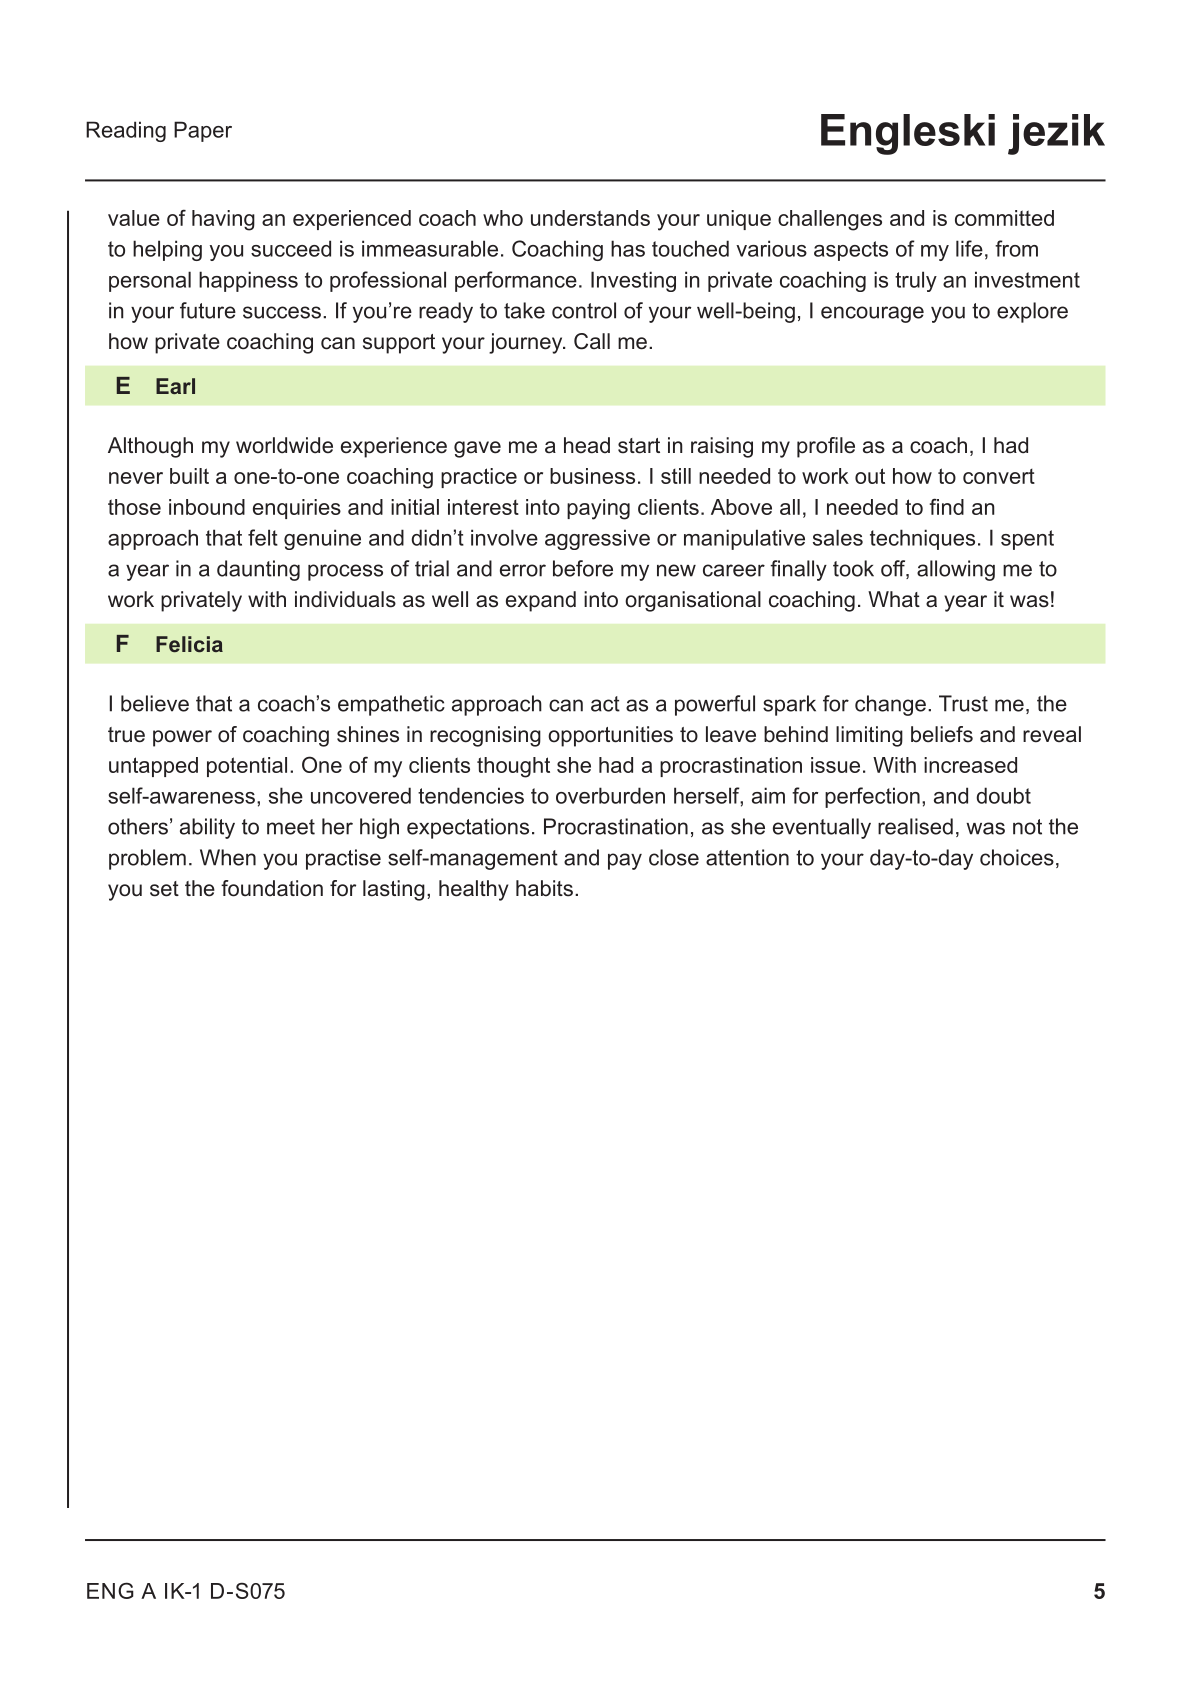 Reading Paper
Engleski jezik
value of having an experienced coach who understands your unique challenges and is committed
to helping you succeed is immeasurable. Coaching has touched various aspects of my life, from
personal happiness to professional performance. Investing in private coaching is truly an investment
in your future success. If you’re ready to take control of your well-being, I encourage you to explore
how private coaching can support your journey. Call me.
E Earl
Although my worldwide experience gave me a head start in raising my profile as a coach, I had
never built a one-to-one coaching practice or business. I still needed to work out how to convert
those inbound enquiries and initial interest into paying clients. Above all, I needed to find an
approach that felt genuine and didn’t involve aggressive or manipulative sales techniques. I spent
a year in a daunting process of trial and error before my new career finally took off, allowing me to
work privately with individuals as well as expand into organisational coaching. What a year it was!
F Felicia
I believe that a coach’s empathetic approach can act as a powerful spark for change. Trust me, the
true power of coaching shines in recognising opportunities to leave behind limiting beliefs and reveal
untapped potential. One of my clients thought she had a procrastination issue. With increased
self-awareness, she uncovered tendencies to overburden herself, aim for perfection, and doubt
others’ ability to meet her high expectations. Procrastination, as she eventually realised, was not the
problem. When you practise self-management and pay close attention to your day-to-day choices,
you set the foundation for lasting, healthy habits.
ENG A IK-1 D-S075
5